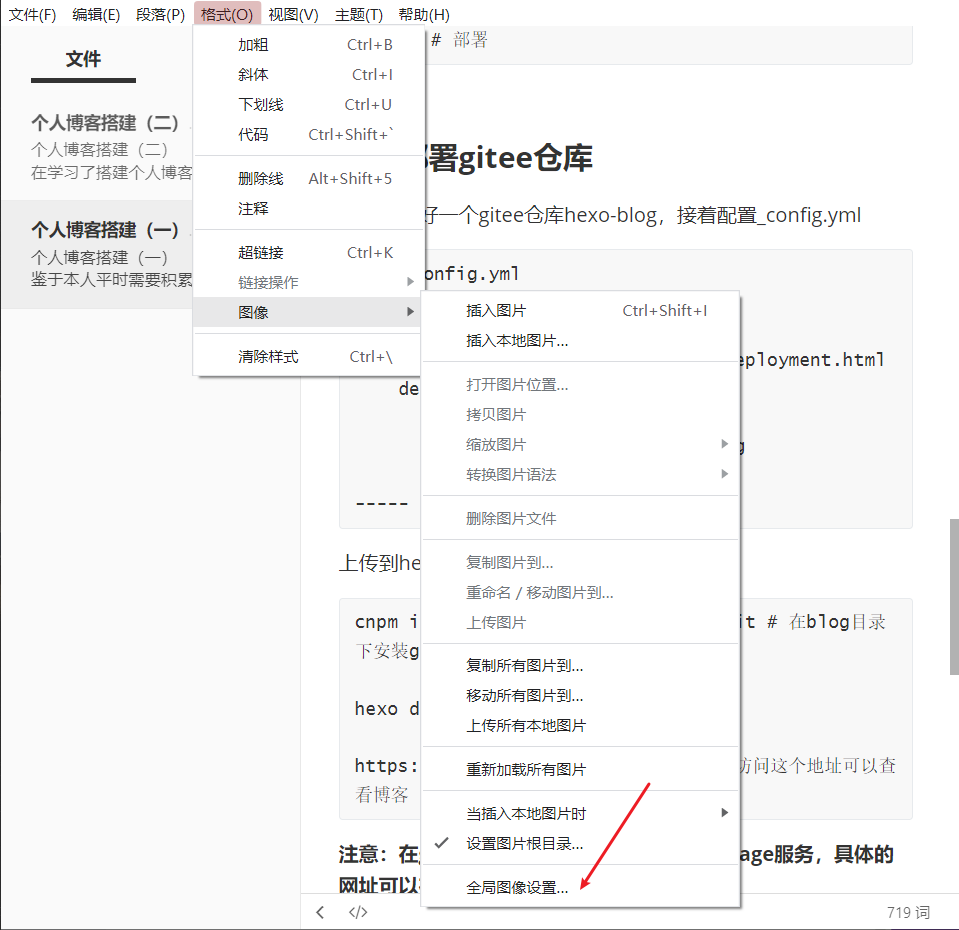 文件(F) 编辑(E) 段落(P) 格式(O) 视图(V) 主题(T) 帮助(H)
文件
个人博客搭建（二）
个人博客搭建（二）
在学习了搭建个人博客
个人博客搭建（一）
个人博客搭建（一）
鉴于本人平时需要积累
加粗 Ctrl+B
斜体 Ctrl+I
下划线 Ctrl+U
代码 Ctrl+Shift+`
删除线 Alt+Shift+5
注释
超链接 Ctrl+K
链接操作
图像
清除样式 Ctrl+\
# 部署
署gitee仓库
好一个gitee仓库hexo-blog，接着配置_config.yml
onfig.yml
eployment.html
de
g
-----
上传到he
cnpm i
it # 在blog目录
下安装g
hexo d
https:
访问这个地址可以查
看博客
注意：在
age服务，具体的
网址可以
插入图片 Ctrl+Shift+I
插入本地图片...
打开图片位置...
拷贝图片
缩放图片
转换图片语法
删除图片文件
复制图片到...
重命名 / 移动图片到...
上传图片
复制所有图片到...
移动所有图片到...
上传所有本地图片
重新加载所有图片
当插入本地图片时
设置图片根目录...
全局图像设置...
</> 719 词